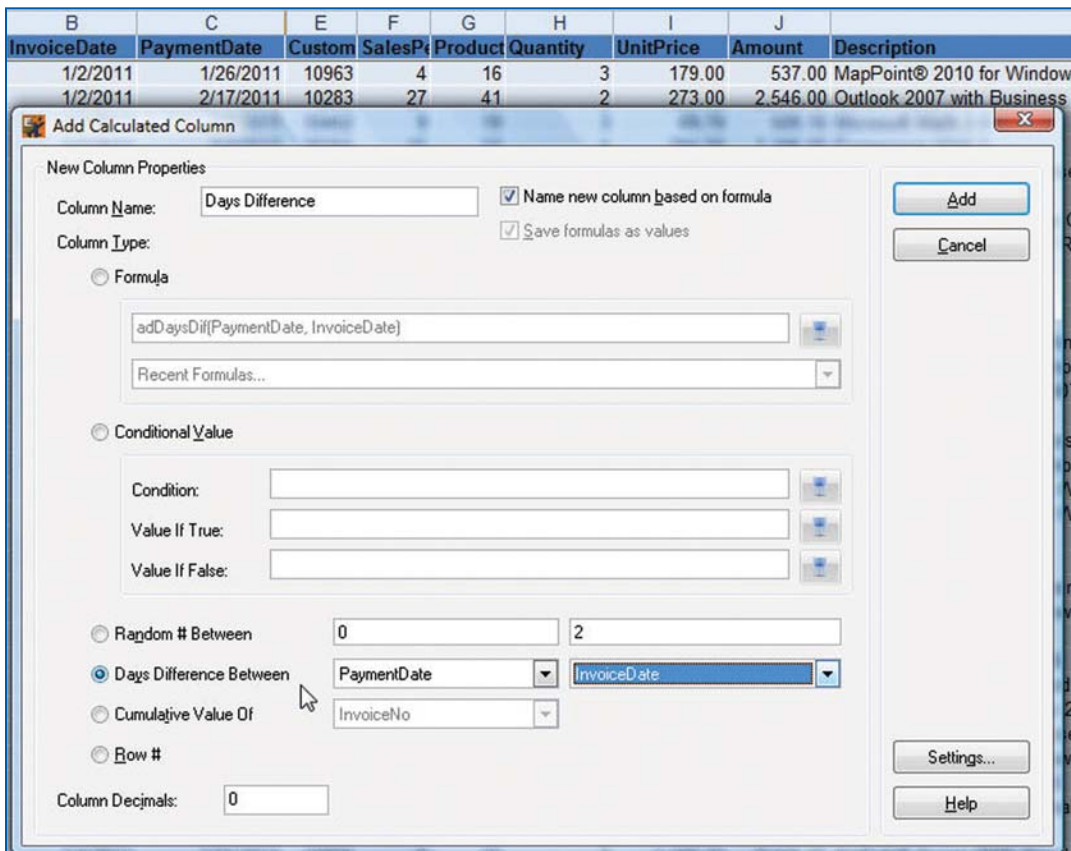 B C E F G H I J
InvoiceDate PaymentDate Custom SalesPe Product Quantity UnitPrice Amount Description
1/2/2011 1/26/2011 10963 4 16 3 179.00 537.00 MapPoint® 2010 for Window
1/2/2011 2/17/2011 10283 27 41 2 273.00 2,546.00 Outlook 2007 with Business
Add Calculated Column
New Column Properties
Column Name: Days Difference
Name new column based on formula
Save formulas as values
Add
Cancel
Column Type:
Formula
adDaysDif(PaymentDate, InvoiceDate)
Recent Formulas...
Conditional Value
Condition:
Value If True:
Value If False:
Random # Between 0 2
Days Difference Between PaymentDate InvoiceDate
Cumulative Value Of InvoiceNo
Row #
Settings...
Column Decimals: 0
Help